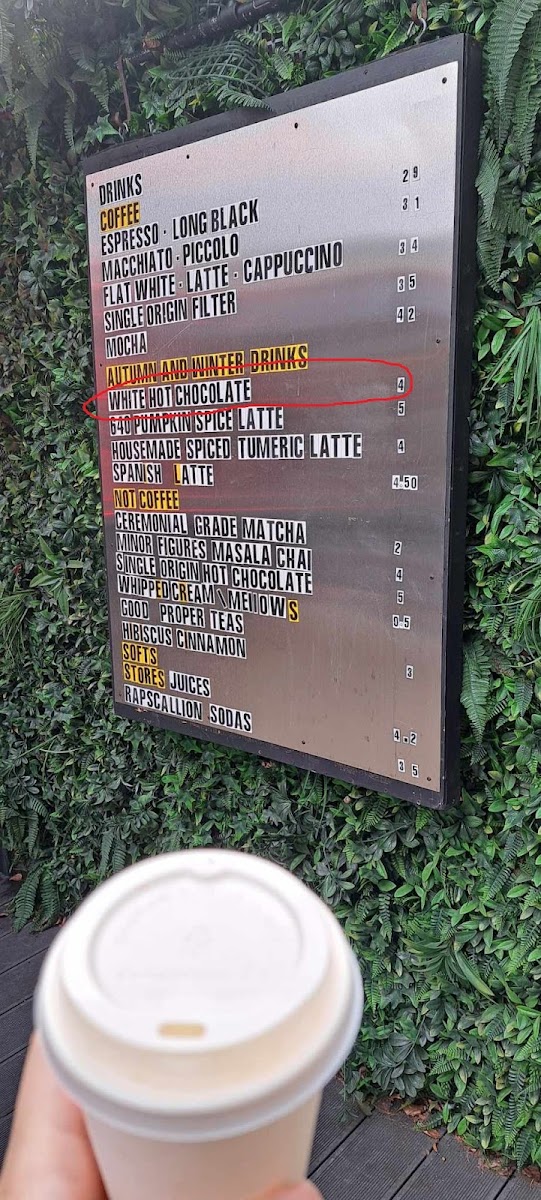 DRINKS
COFFEE
ESPRESSO · LONG BLACK 2 9
MACCHIATO · PICCOLO 3 1
FLAT WHITE · LATTE · CAPPUCCINO 3 4
SINGLE ORIGIN FILTER 3 5
MOCHA 4 2
AUTUMN AND WINTER DRINKS
WHITE HOT CHOCOLATE 4
640 PUMPKIN SPICE LATTE 5
HOUSEMADE SPICED TUMERIC LATTE 4
SPANISH LATTE 4.50
NOT COFFEE
CEREMONIAL GRADE MATCHA 2
MINOR FIGURES MASALA CHAI 4
SINGLE ORIGIN HOT CHOCOLATE 5
WHIPPED CREAM \ MEllOWS 0.5
GOOD PROPER TEAS 3
HIBISCUS CINNAMON
SOFTS
STORES JUICES 4.2
RAPSCALLION SODAS 3 5